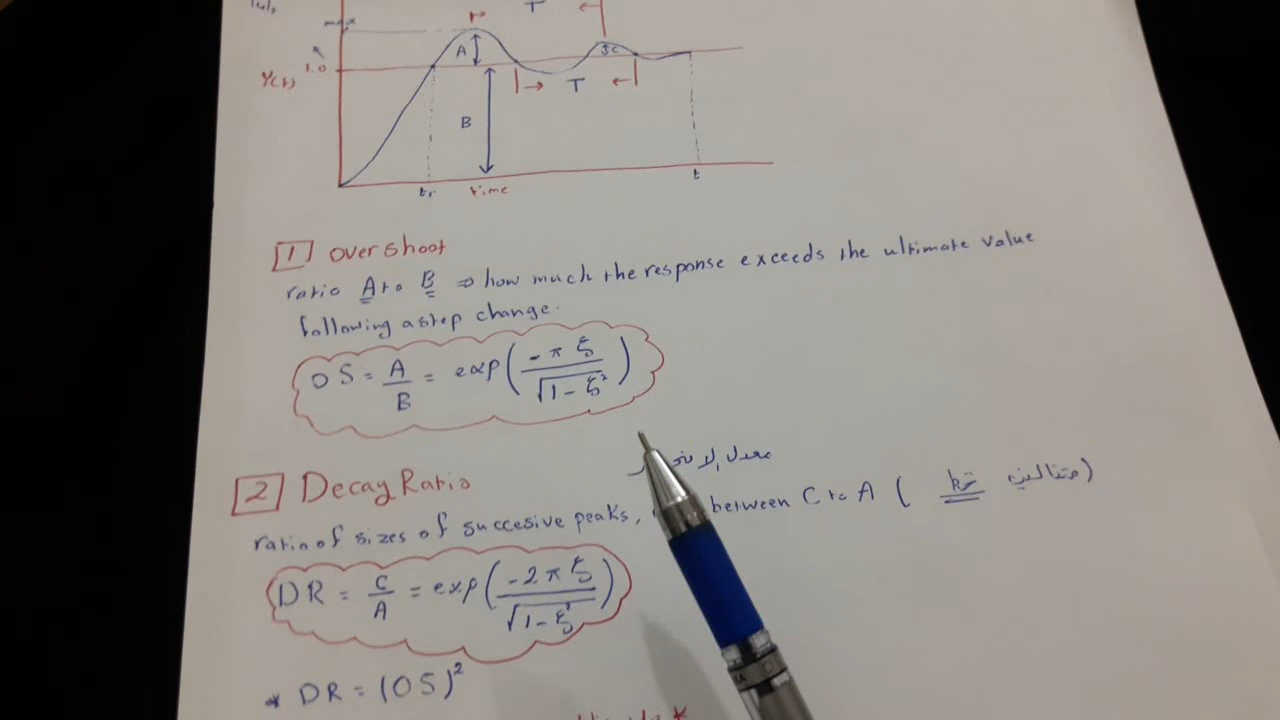 T
max
A
c
1.0
Y(t)
T
B
tr time t
1 overshoot
ratio A to B ⇒ how much the response exceeds the ultimate value
following a step change.
OS = A/B = exp(-πξ/√1-ξ²)
2 Decay Ratio
ratio of sizes of succesive peaks, between C to A ( متتاليين )
DR = C/A = exp(-2πξ/√1-ξ²)
* DR = (OS)²